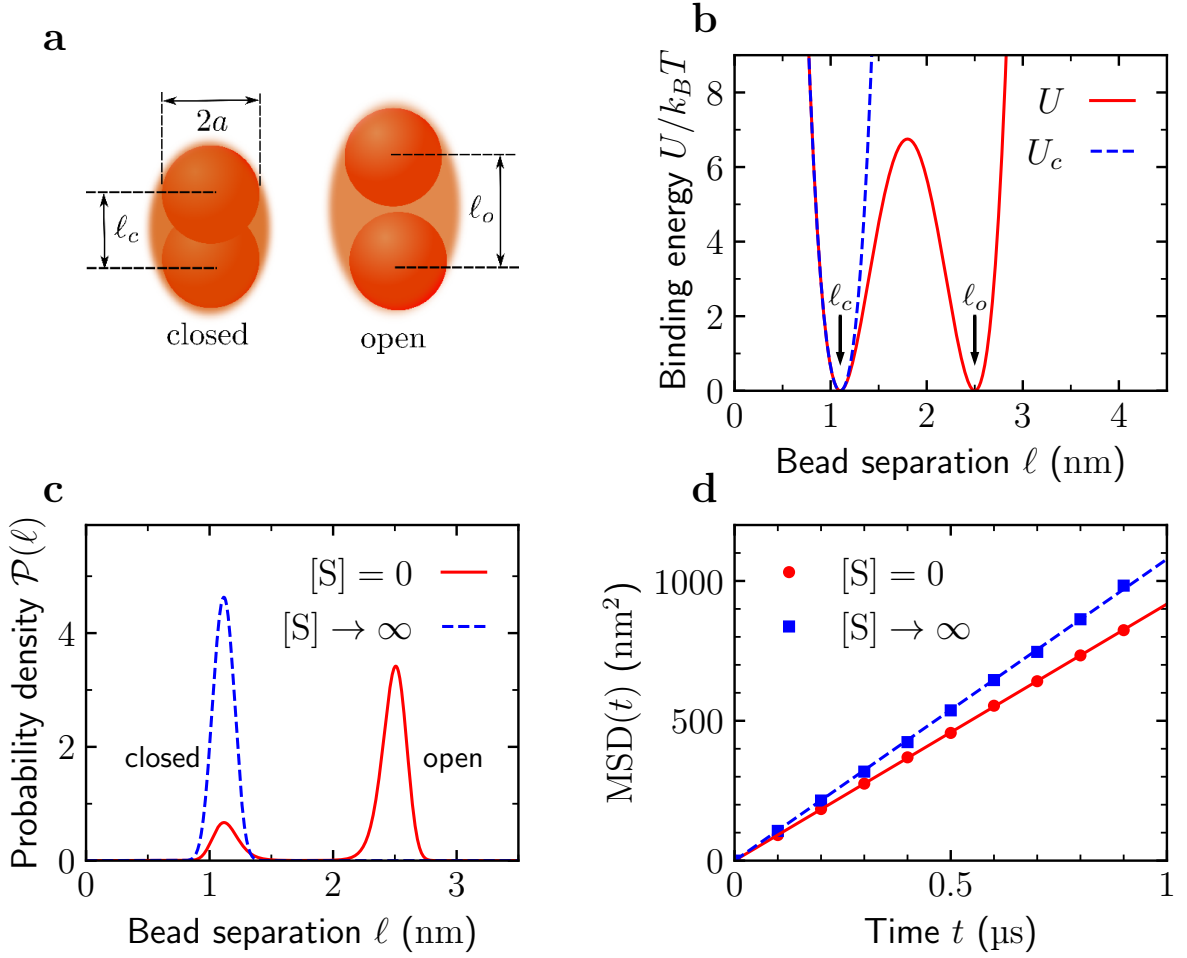 a
2a
ℓc
ℓo
closed
open
b
Binding energy U/kBT
8
6
4
2
0
U
Uc
ℓc
ℓo
0
1
2
3
4
Bead separation ℓ (nm)
c
Probability density P(ℓ)
4
2
0
[S] = 0
[S] → ∞
closed
open
0
1
2
3
Bead separation ℓ (nm)
d
MSD(t) (nm²)
1000
500
0
[S] = 0
[S] → ∞
0
0.5
1
Time t (µs)